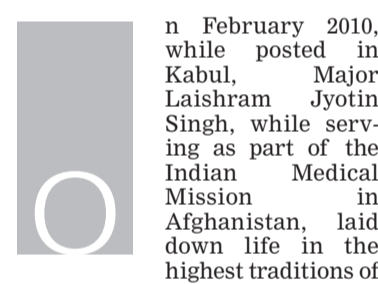 On February 2010,
while posted in
Kabul, Major
Laishram Jyotin
Singh, while serv-
ing as part of the
Indian Medical
Mission in
Afghanistan, laid
down life in the
highest traditions of